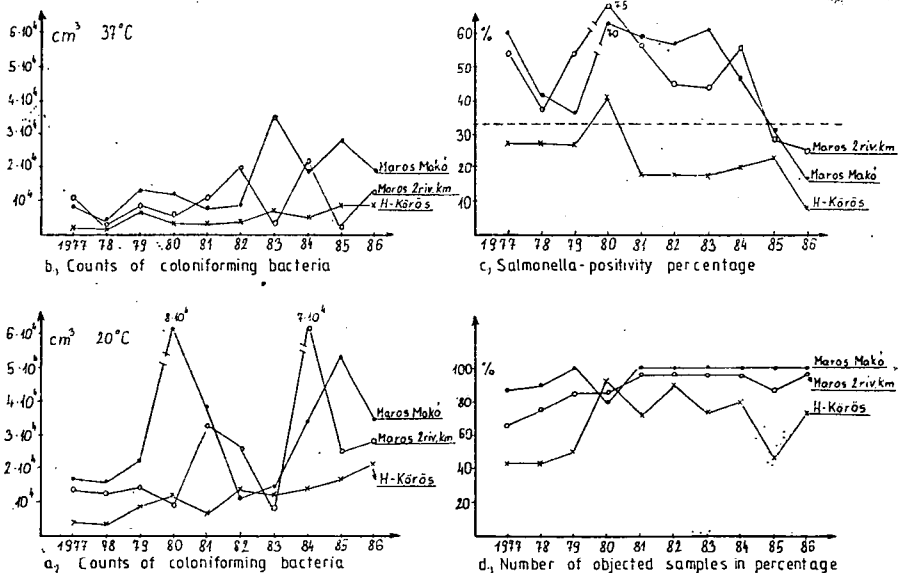 6·10⁴
5·10⁴
4·10⁴
3·10⁴
2·10⁴
10⁴
cm³ 37°C
Maros Makó
Maros 2riv.km
H-Körös
1977 78 79 80 81 82 83 84 85 86
b, Counts of coloniforming bacteria
%
60
50
40
30
20
10
75
70
Maros 2riv.km
Maros Makó
H-Körös
1977 78 79 80 81 82 83 84 85 86
c, Salmonella-positivity percentage
6·10⁴
5·10⁴
4·10⁴
3·10⁴
2·10⁴
10⁴
cm³ 20°C
8·10⁴
7·10⁴
Maros Makó
Maros 2riv.km
H-Körös
1977 78 79 80 81 82 83 84 85 86
a, Counts of coloniforming bacteria
%
100
80
60
40
20
Maros Makó
Maros 2riv.km
H-Körös
1977 78 79 80 81 82 83 84 85 86
d, Number of objected samples in percentage